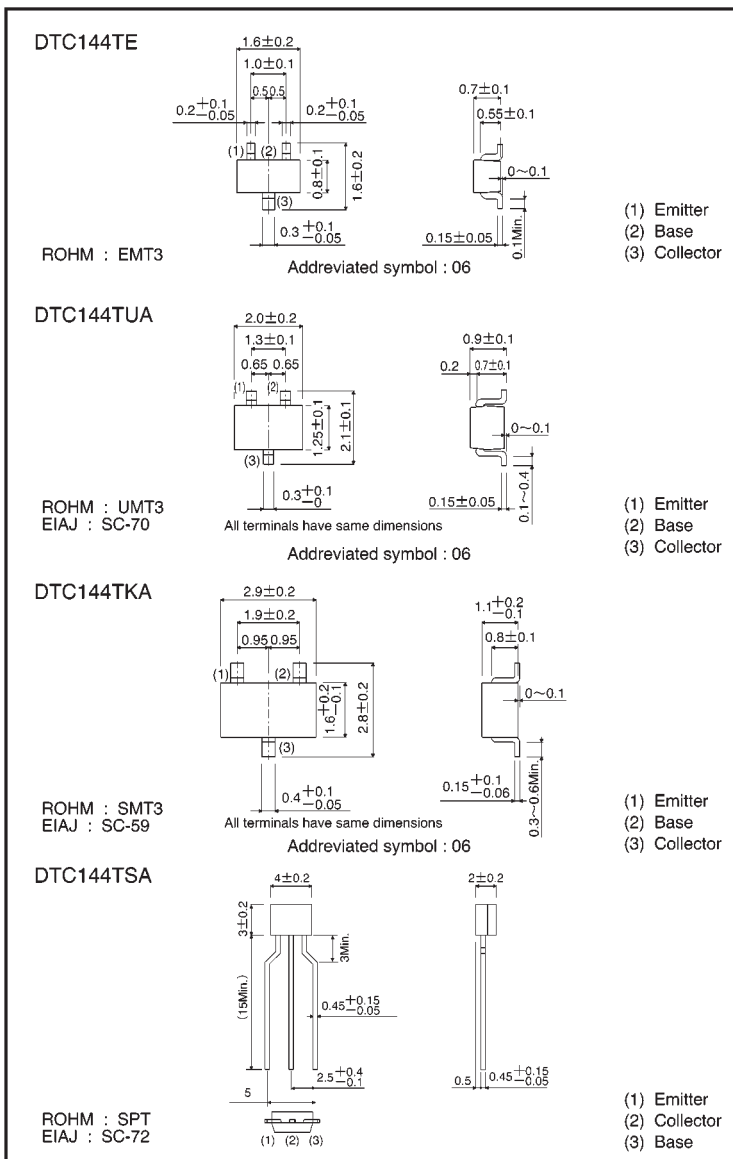 DTC144TE
1.6±0.2
1.0±0.1
0.5 0.5
0.2+0.1−0.05
0.2+0.1−0.05
(1) (2)
(3)
0.8±0.1
1.6±0.2
0.3+0.1−0.05
0.7±0.1
0.55±0.1
0~0.1
0.15±0.05
0.1Min.
ROHM : EMT3
Addreviated symbol : 06
(1) Emitter
(2) Base
(3) Collector
DTC144TUA
2.0±0.2
1.3±0.1
0.65 0.65
(1) (2)
(3)
1.25±0.1
2.1±0.1
0.3+0.1−0
0.9±0.1
0.2 0.7±0.1
0~0.1
0.15±0.05
0.1~0.4
ROHM : UMT3
EIAJ : SC-70
All terminals have same dimensions
Addreviated symbol : 06
(1) Emitter
(2) Base
(3) Collector
DTC144TKA
2.9±0.2
1.9±0.2
0.95 0.95
(1) (2)
(3)
1.6+0.2−0.1
2.8±0.2
0.4+0.1−0.05
1.1+0.2−0.1
0.8±0.1
0~0.1
0.15+0.1−0.06
0.3~0.6Min.
ROHM : SMT3
EIAJ : SC-59
All terminals have same dimensions
Addreviated symbol : 06
(1) Emitter
(2) Base
(3) Collector
DTC144TSA
4±0.2
3±0.2
3Min.
(15Min.)
0.45+0.15−0.05
2.5+0.4−0.1
5
(1) (2) (3)
2±0.2
0.5 0.45+0.15−0.05
ROHM : SPT
EIAJ : SC-72
(1) Emitter
(2) Collector
(3) Base